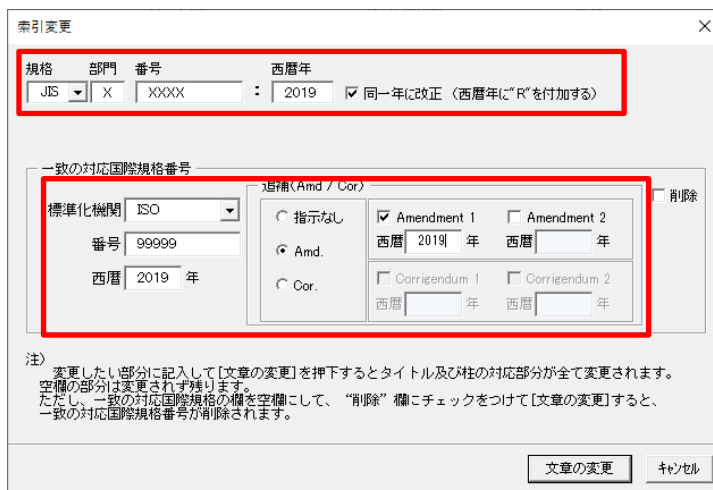 索引変更
規格 部門 番号 西暦年
JIS X XXXX : 2019 同一年に改正 (西暦年に"R"を付加する)
一致の対応国際規格番号
標準化機関 ISO
番号 99999
西暦 2019 年
追補(Amd / Cor)
指示なし
Amd.
Cor.
Amendment 1 Amendment 2
西暦 2019 年 西暦 年
Corrigendum 1 Corrigendum 2
西暦 年 西暦 年
削除
注)
変更したい部分に記入して[文章の変更]を押下するとタイトル及び柱の対応部分が全て変更されます。
空欄の部分は変更されず残ります。
ただし、一致の対応国際規格の欄を空欄にして、"削除"欄にチェックをつけて[文章の変更]すると、
一致の対応国際規格番号が削除されます。
文章の変更 ｷｬﾝｾﾙ